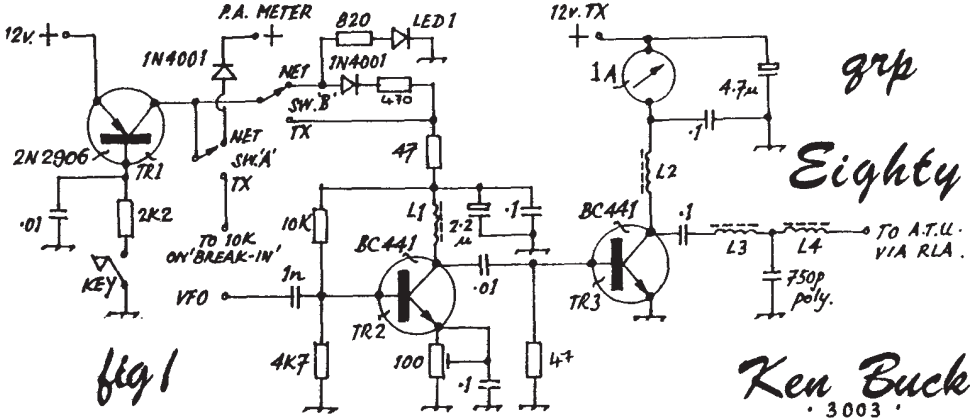 12v. +
P.A. METER
+
1N4001
820
LED 1
1N4001
NET
SW.'B'
TX
470
2N2906
TR1
NET
SW.'A'
TX
.01
2K2
KEY
TO 10K
ON 'BREAK-IN'
47
10K
L1
2.2
µ
.1
BC441
1n
VFO
TR2
.01
4K7
100
.1
47
12v. TX
+
1A
4.7µ
.1
L2
BC441
.1
TR3
L3
L4
TO A.T.U.
VIA RLA.
750p
poly.
qrp
Eighty
fig 1
Ken Buck
· 3003 ·